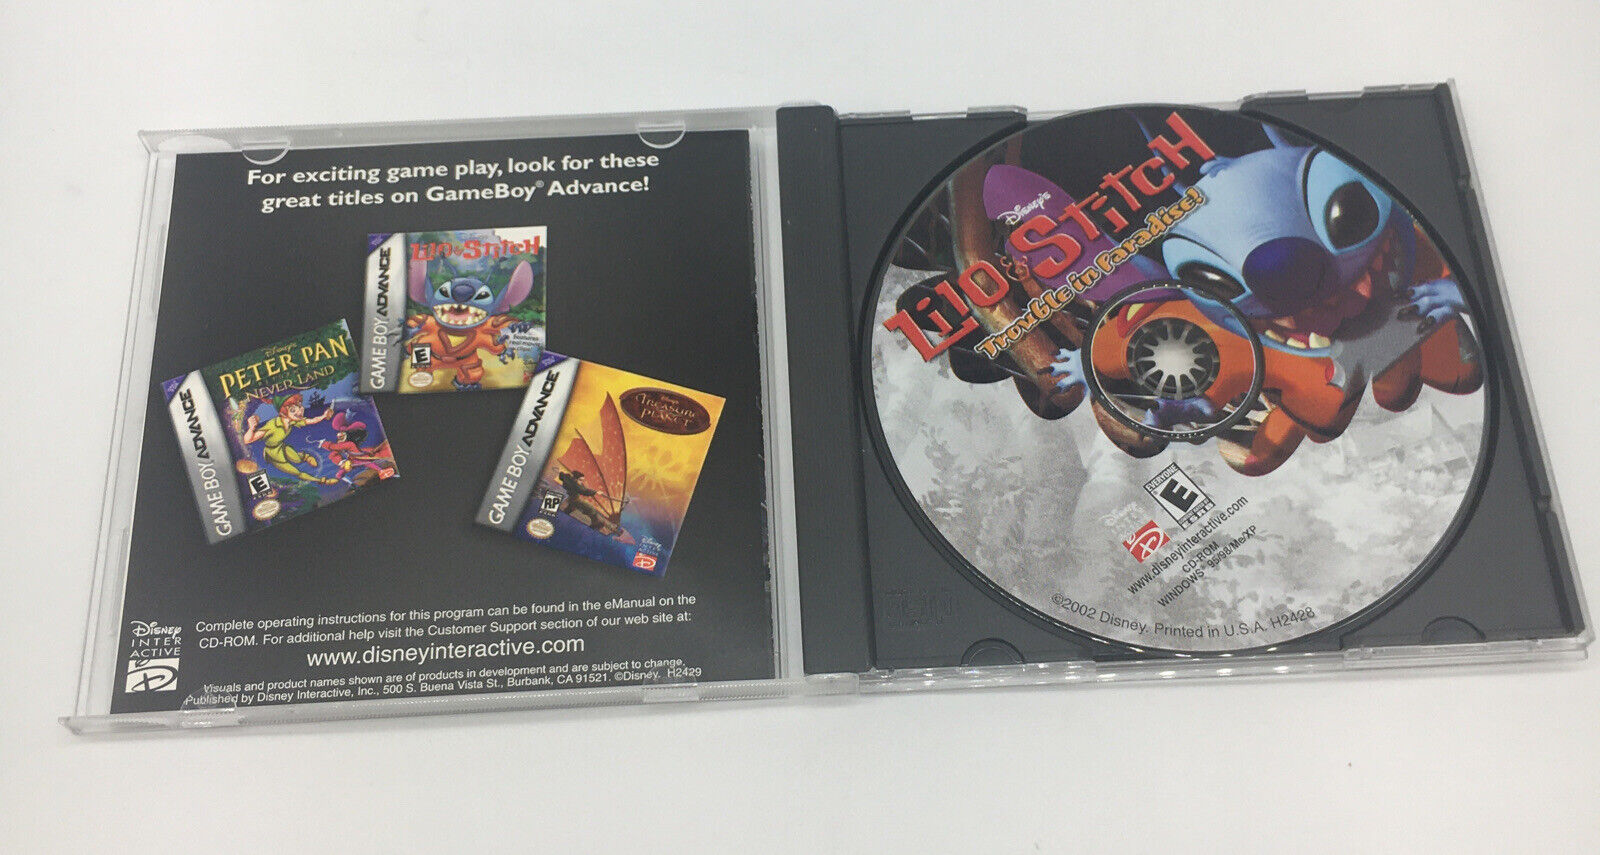 For exciting game play, look for these
great titles on GameBoy® Advance!
GAME BOY ADVANCE
Disney's
LILO & STITCH
E
Features
GAME BOY ADVANCE
Disney's
PETER PAN
NEVER LAND
E
GAME BOY ADVANCE
Disney's
TREASURE
PLANET
RP
Disney
INTER
ACTIVE
Complete operating instructions for this program can be found in the eManual on the
CD-ROM. For additional help visit the Customer Support section of our web site at:
www.disneyinteractive.com
Visuals and product names shown are of products in development and are subject to change.
Published by Disney Interactive, Inc., 500 S. Buena Vista St., Burbank, CA 91521. ©Disney. H2429
Disney's
LILO & STITCH
Trouble in Paradise!
EVERYONE
E
ESRB
www.disneyinteractive.com
CD-ROM
WINDOWS® 95/98/Me/XP
©2002 Disney. Printed in U.S.A. H2428